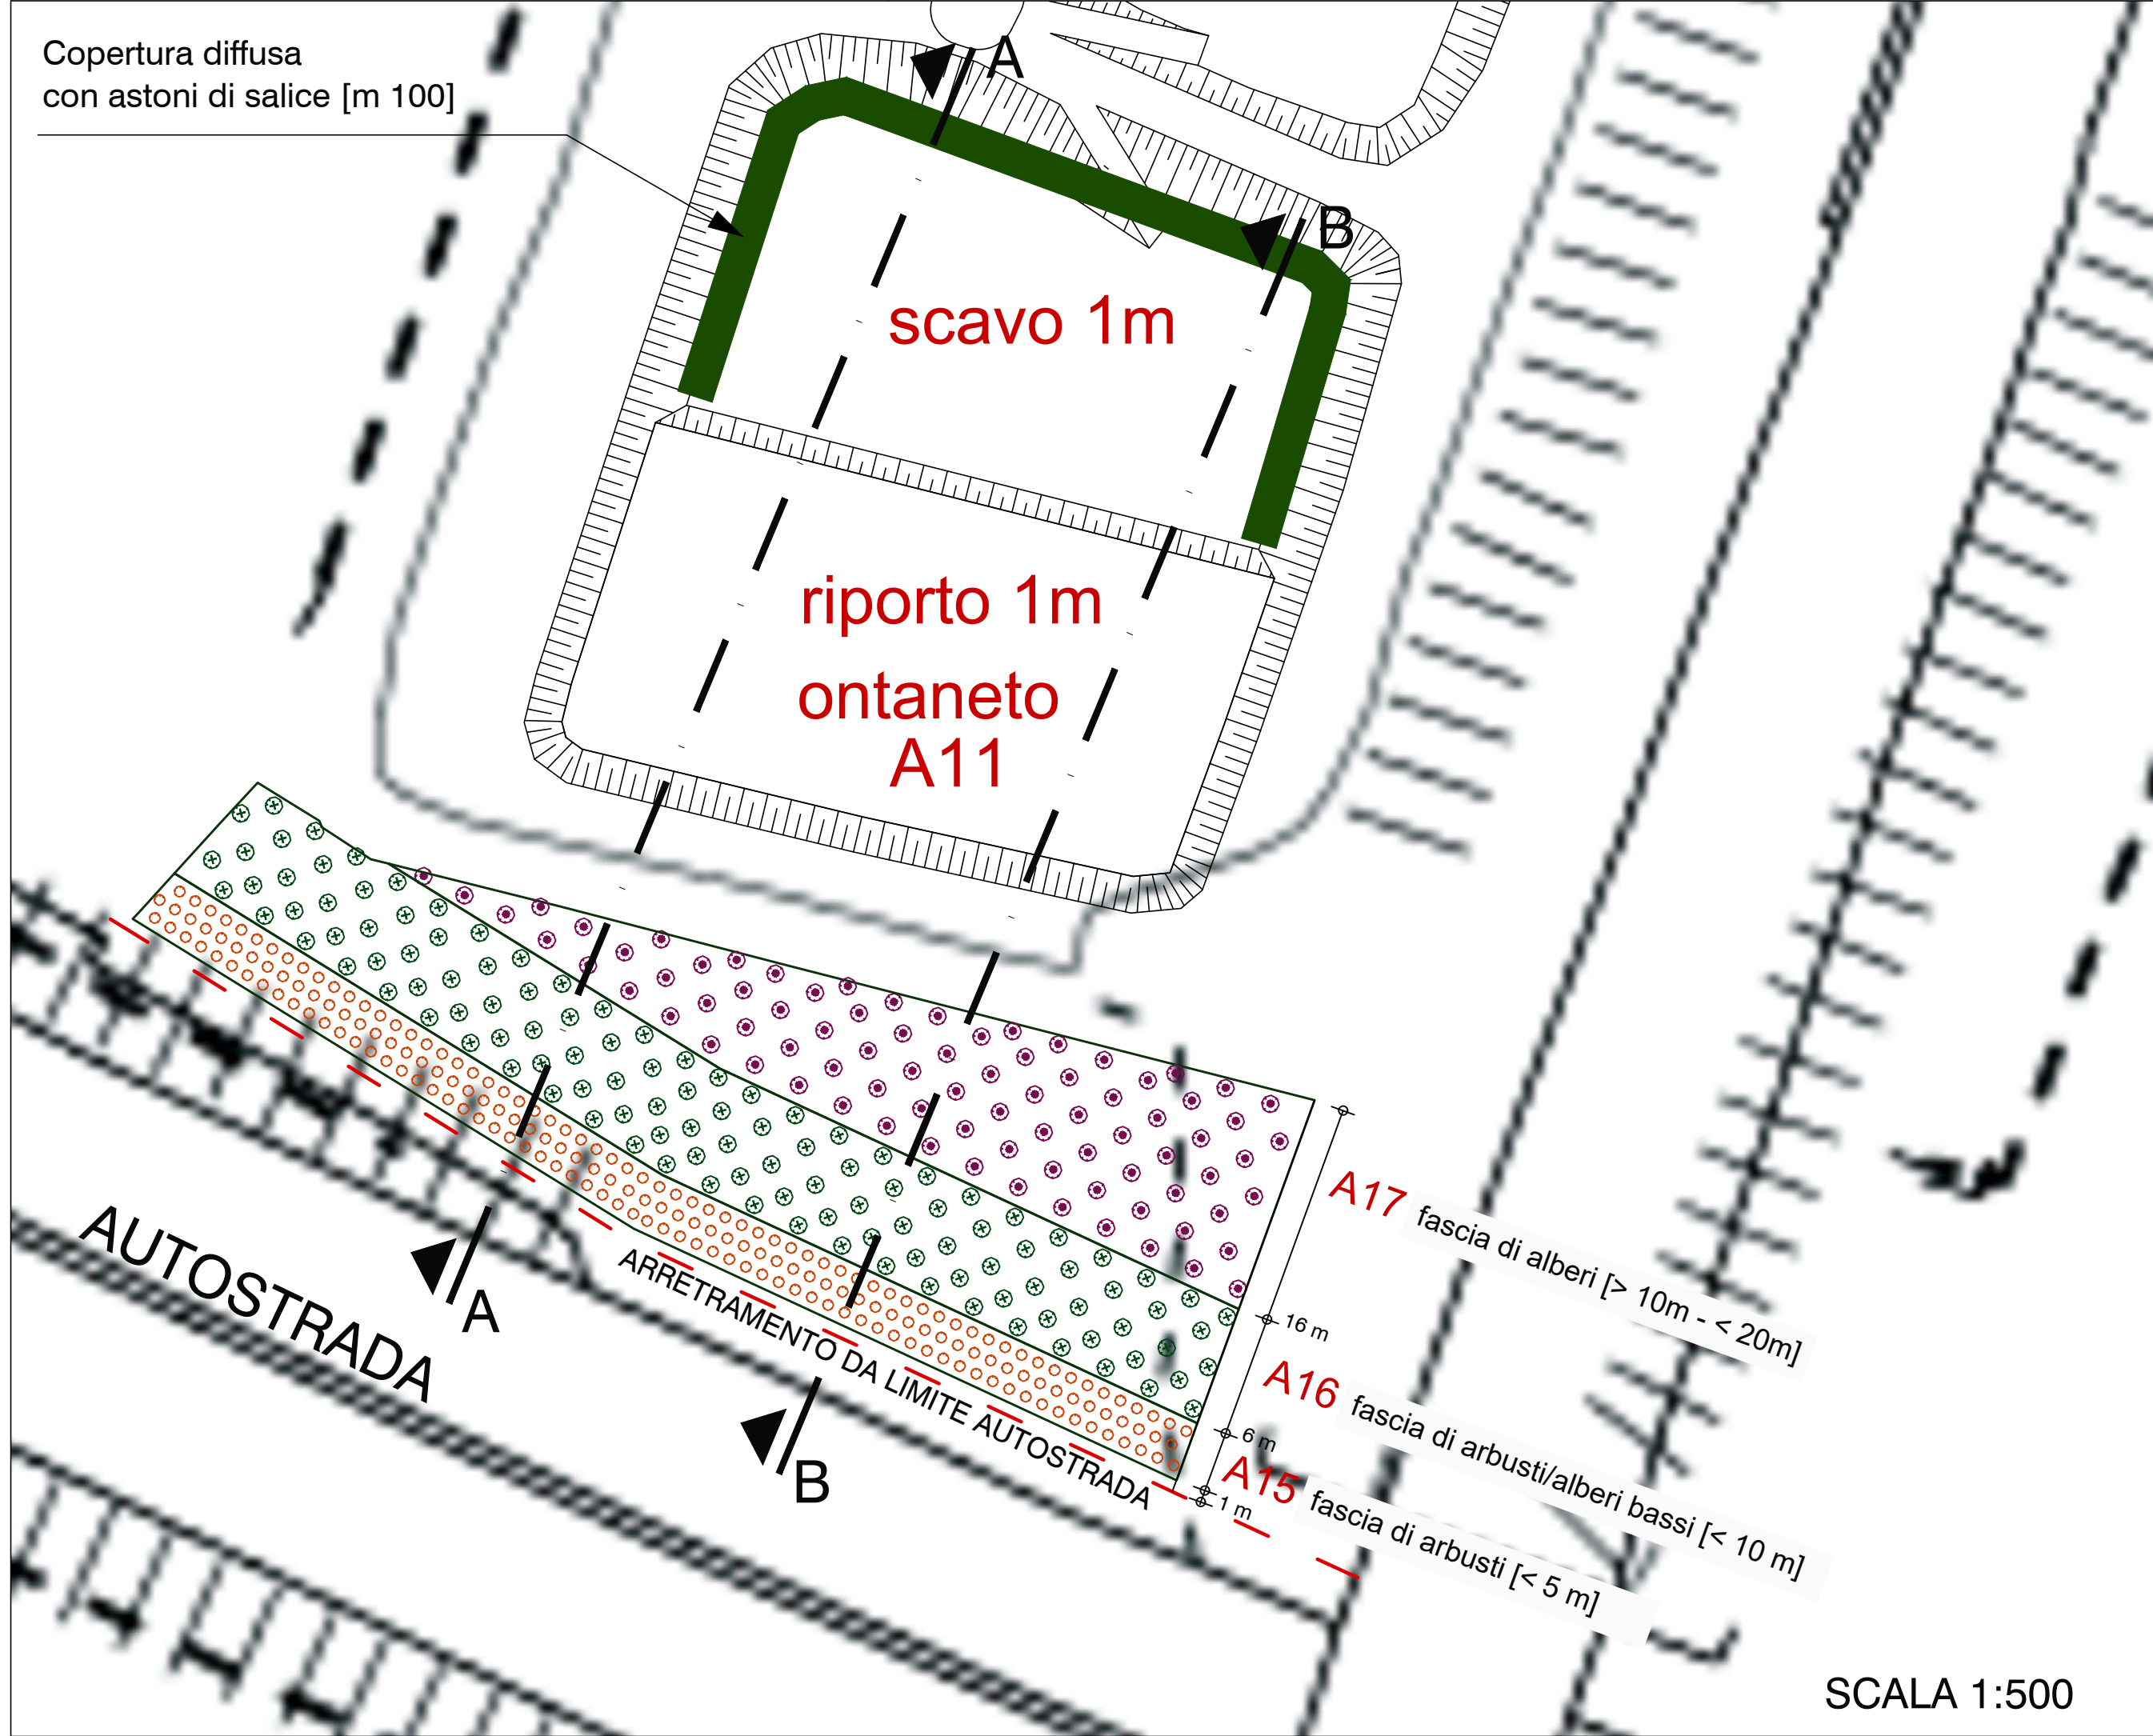 Copertura diffusa
con astoni di salice [m 100]
A
B
scavo 1m
riporto 1m
ontaneto
A11
A17 fascia di alberi [> 10m - < 20m]
16 m
A16 fascia di arbusti/alberi bassi [< 10 m]
6 m
A15 fascia di arbusti [< 5 m]
1 m
AUTOSTRADA
A
ARRETRAMENTO DA LIMITE AUTOSTRADA
B
SCALA 1:500